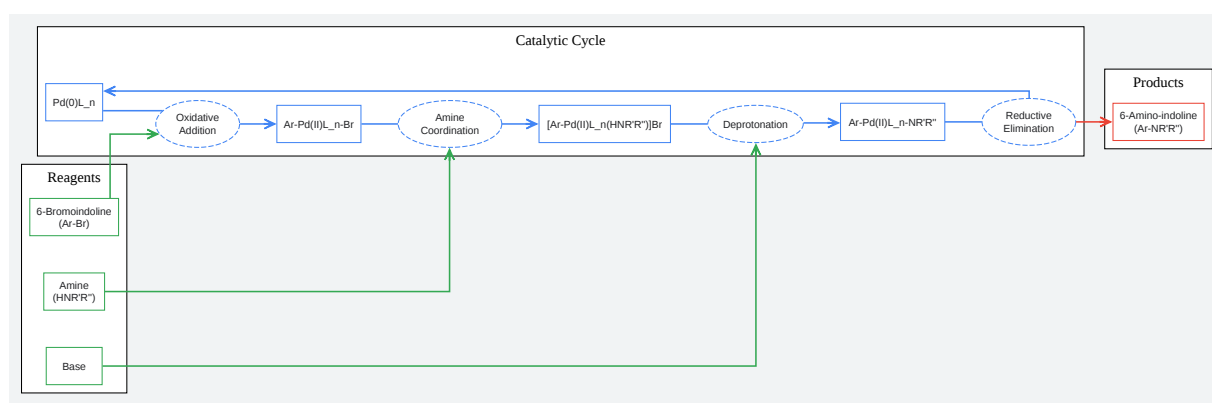 Catalytic Cycle
Products
Pd(0)L_n
Oxidative
Addition
Ar-Pd(II)L_n-Br
Amine
Coordination
[Ar-Pd(II)L_n(HNR'R")]Br
Deprotonation
Ar-Pd(II)L_n-NR'R"
Reductive
Elimination
6-Amino-indoline
(Ar-NR'R")
Reagents
6-Bromoindoline
(Ar-Br)
Amine
(HNR'R")
Base